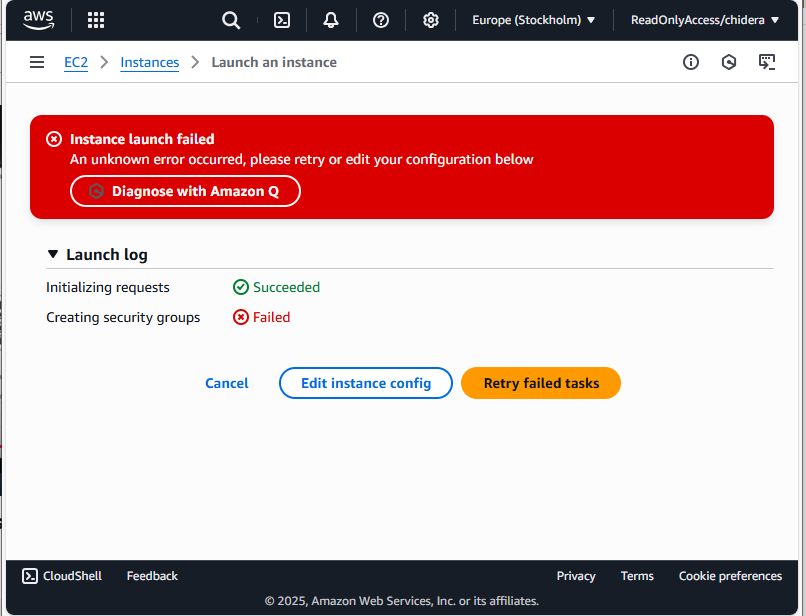 aws
Europe (Stockholm) ▼
ReadOnlyAccess/chidera ▼
EC2 > Instances > Launch an instance
Instance launch failed
An unknown error occurred, please retry or edit your configuration below
Diagnose with Amazon Q
▼ Launch log
Initializing requests Succeeded
Creating security groups Failed
Cancel Edit instance config Retry failed tasks
CloudShell Feedback Privacy Terms Cookie preferences
© 2025, Amazon Web Services, Inc. or its affiliates.